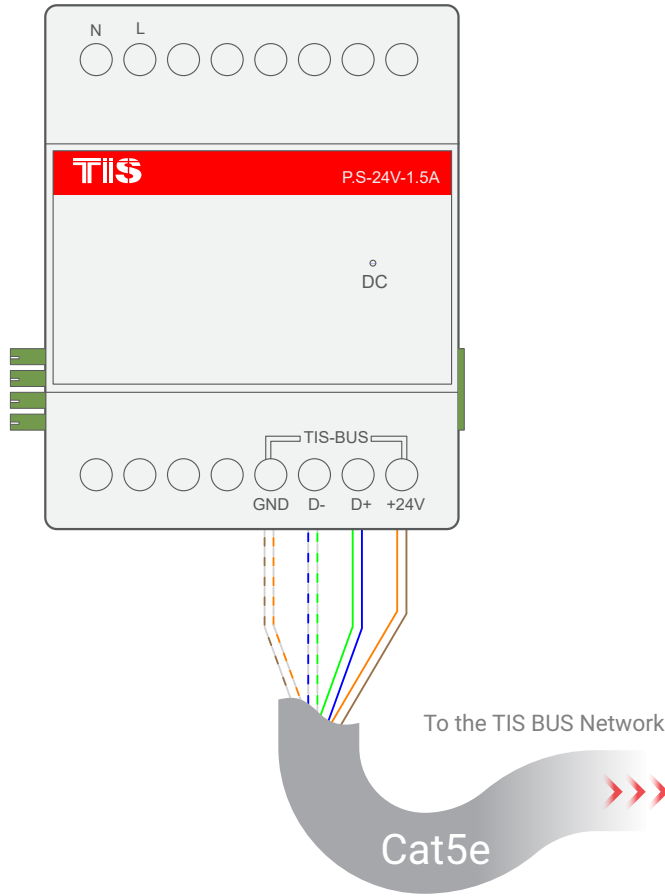 N L
TIS P.S-24V-1.5A
DC
TIS-BUS
GND D- D+ +24V
To the TIS BUS Network
Cat5e